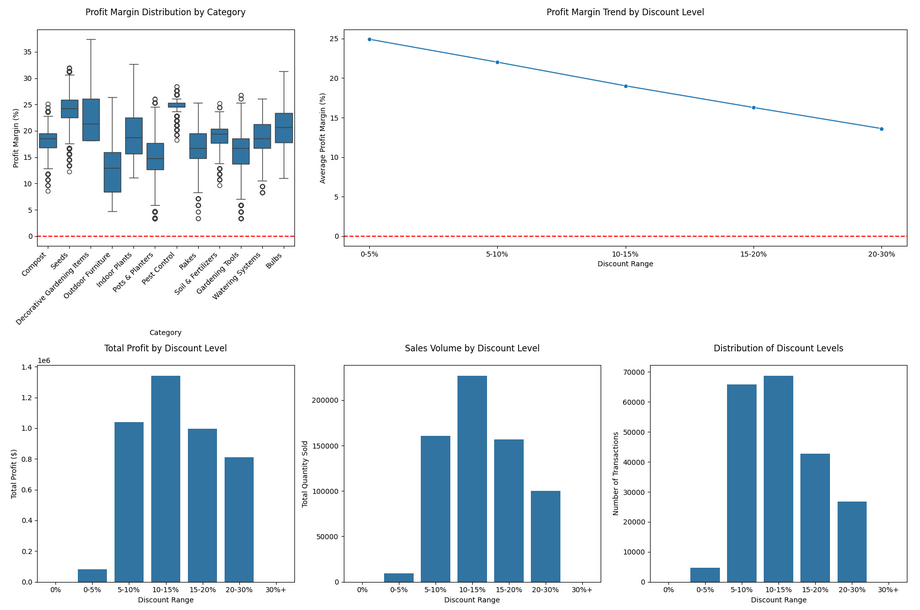 Profit Margin Distribution by Category
Profit Margin (%)
35
30
25
20
15
10
5
0
Compost
Seeds
Decorative Gardening Items
Outdoor Furniture
Indoor Plants
Pots & Planters
Pest Control
Rakes
Soil & Fertilizers
Gardening Tools
Watering Systems
Bulbs
Category
Profit Margin Trend by Discount Level
Average Profit Margin (%)
25
20
15
10
5
0
0-5% 5-10% 10-15% 15-20% 20-30%
Discount Range
Total Profit by Discount Level
1e6
Total Profit ($)
1.4
1.2
1.0
0.8
0.6
0.4
0.2
0.0
0% 0-5% 5-10% 10-15% 15-20% 20-30% 30%+
Discount Range
Sales Volume by Discount Level
Total Quantity Sold
200000
150000
100000
50000
0
0% 0-5% 5-10% 10-15% 15-20% 20-30% 30%+
Discount Range
Distribution of Discount Levels
Number of Transactions
70000
60000
50000
40000
30000
20000
10000
0
0% 0-5% 5-10% 10-15% 15-20% 20-30% 30%+
Discount Range